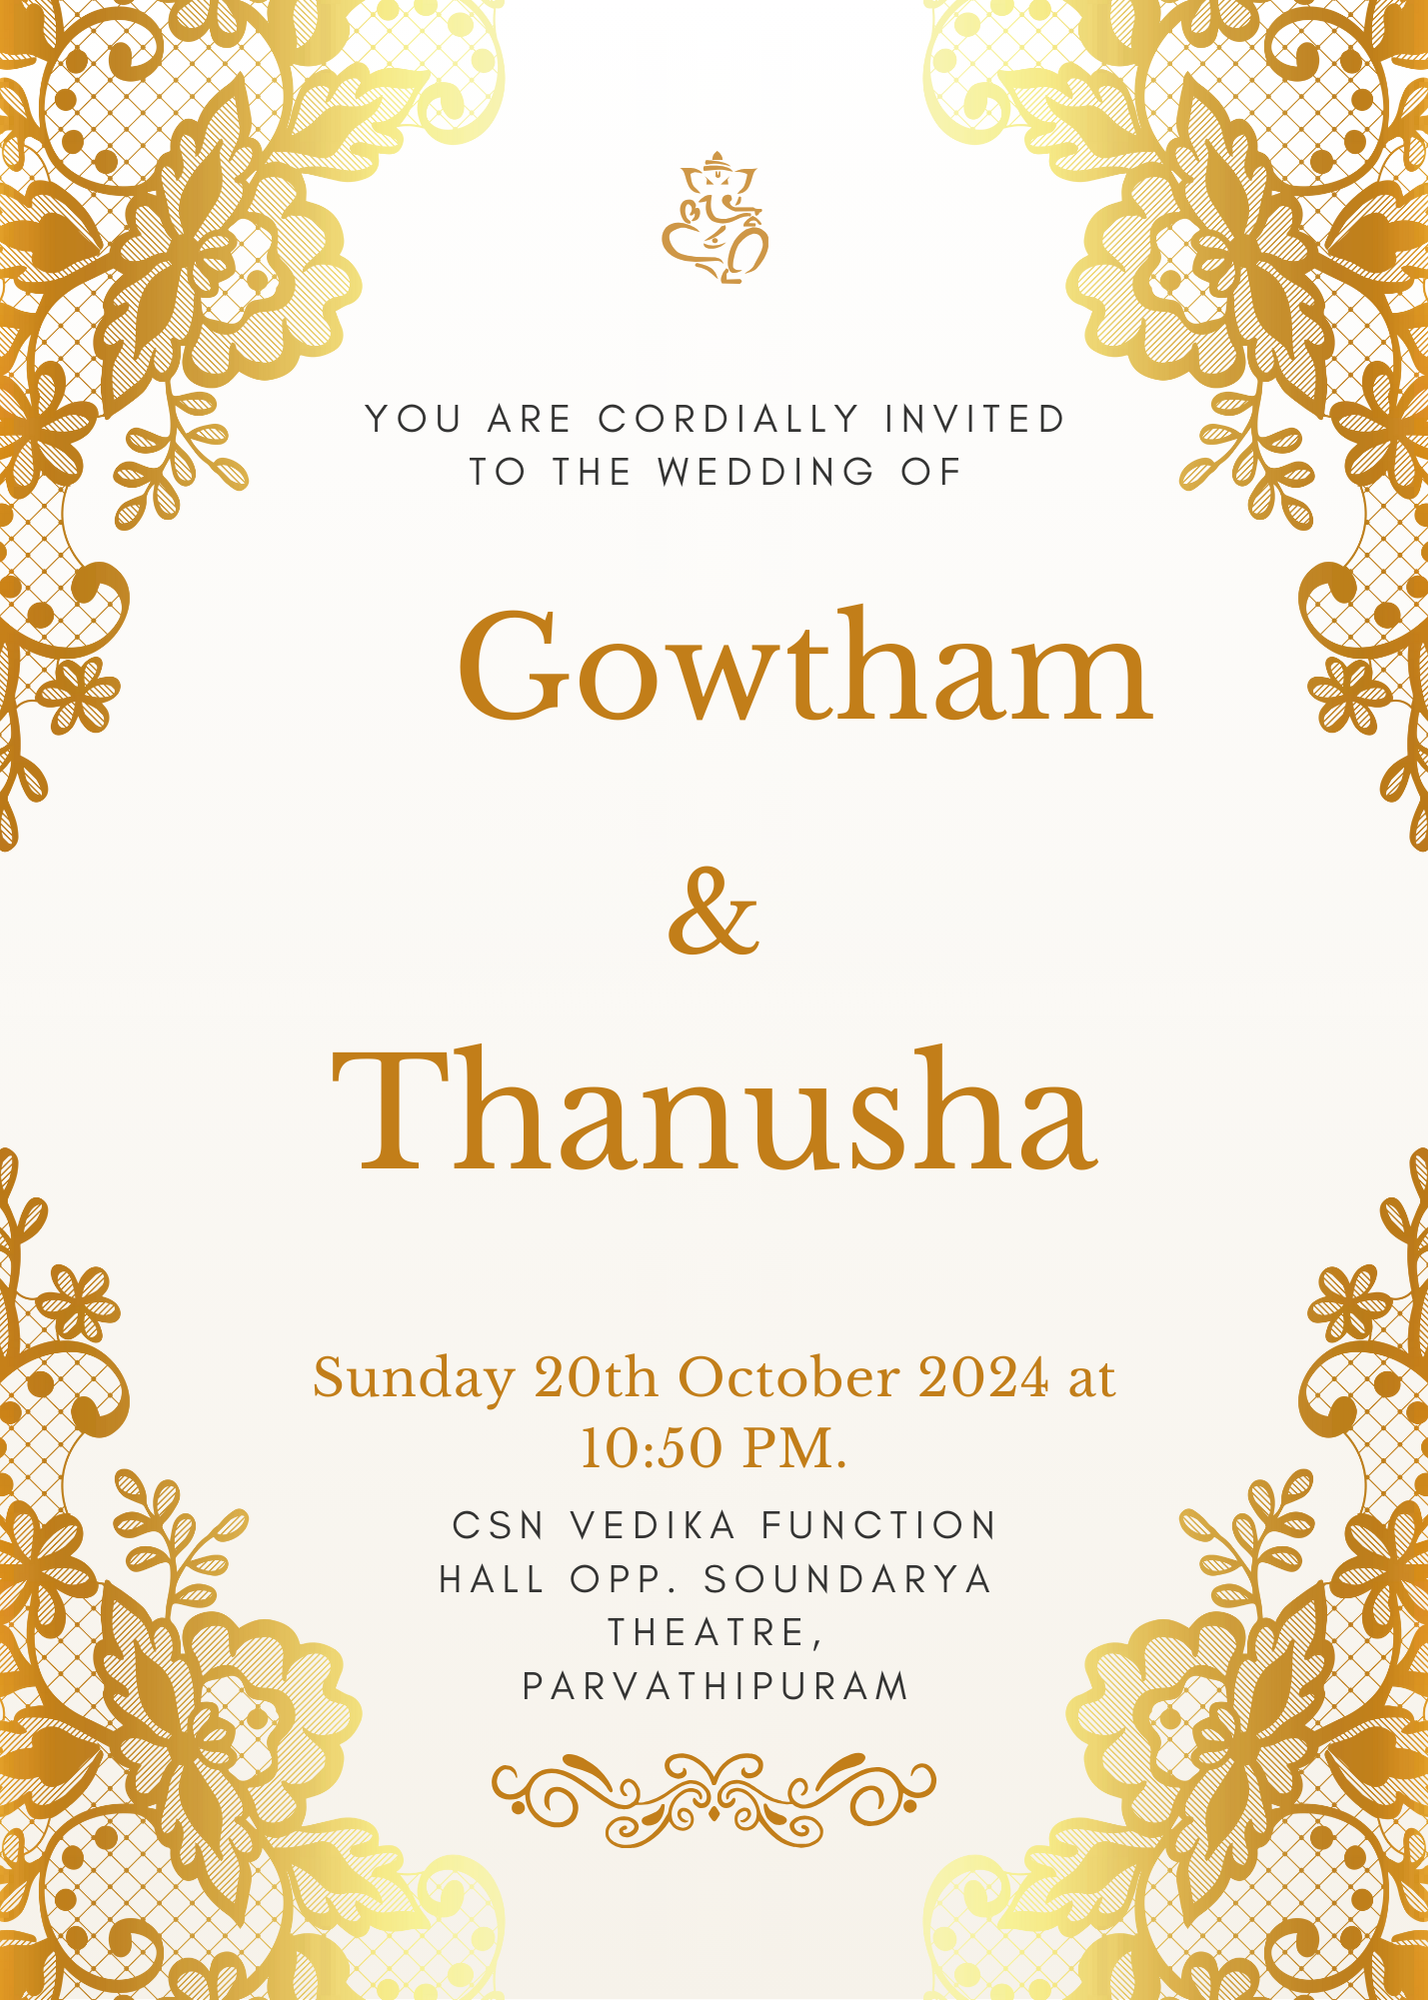 YOU ARE CORDIALLY INVITED
TO THE WEDDING OF
Gowtham
&
Thanusha
Sunday 20th October 2024 at
10:50 PM.
CSN VEDIKA FUNCTION
HALL OPP. SOUNDARYA
THEATRE,
PARVATHIPURAM